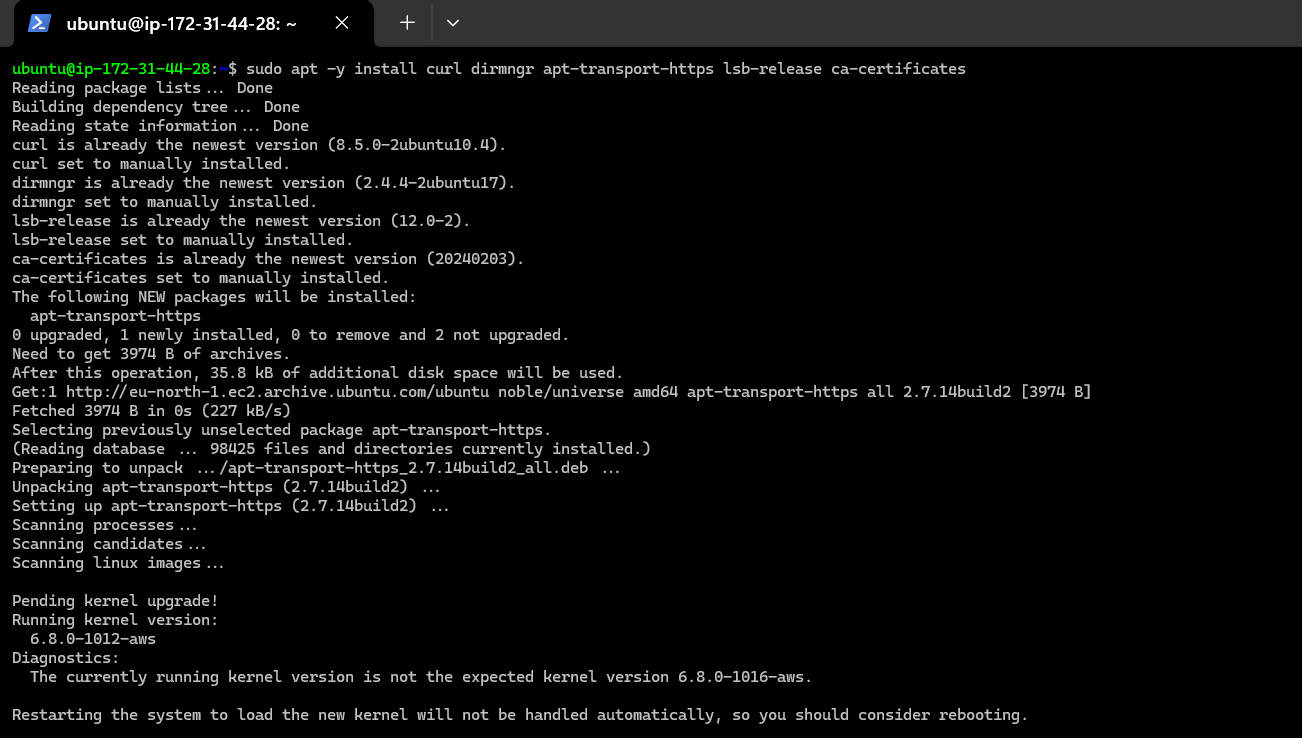 ubuntu@ip-172-31-44-28: ~
ubuntu@ip-172-31-44-28:~$ sudo apt -y install curl dirmngr apt-transport-https lsb-release ca-certificates
Reading package lists... Done
Building dependency tree... Done
Reading state information... Done
curl is already the newest version (8.5.0-2ubuntu10.4).
curl set to manually installed.
dirmngr is already the newest version (2.4.4-2ubuntu17).
dirmngr set to manually installed.
lsb-release is already the newest version (12.0-2).
lsb-release set to manually installed.
ca-certificates is already the newest version (20240203).
ca-certificates set to manually installed.
The following NEW packages will be installed:
  apt-transport-https
0 upgraded, 1 newly installed, 0 to remove and 2 not upgraded.
Need to get 3974 B of archives.
After this operation, 35.8 kB of additional disk space will be used.
Get:1 http://eu-north-1.ec2.archive.ubuntu.com/ubuntu noble/universe amd64 apt-transport-https all 2.7.14build2 [3974 B]
Fetched 3974 B in 0s (227 kB/s)
Selecting previously unselected package apt-transport-https.
(Reading database ... 98425 files and directories currently installed.)
Preparing to unpack .../apt-transport-https_2.7.14build2_all.deb ...
Unpacking apt-transport-https (2.7.14build2) ...
Setting up apt-transport-https (2.7.14build2) ...
Scanning processes...
Scanning candidates...
Scanning linux images...
Pending kernel upgrade!
Running kernel version:
  6.8.0-1012-aws
Diagnostics:
  The currently running kernel version is not the expected kernel version 6.8.0-1016-aws.
Restarting the system to load the new kernel will not be handled automatically, so you should consider rebooting.